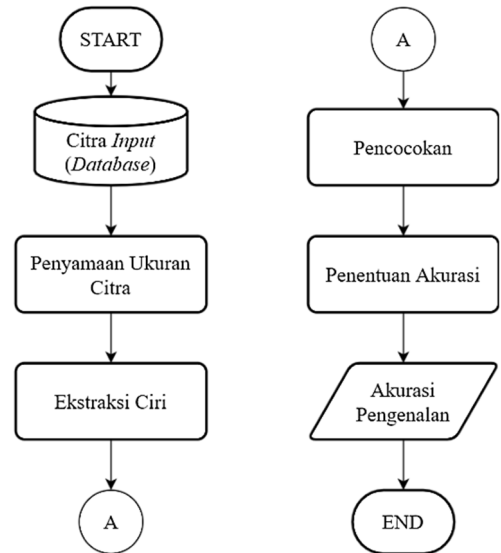 START
Citra Input
(Database)
Penyamaan Ukuran
Citra
Ekstraksi Ciri
A
A
Pencocokan
Penentuan Akurasi
Akurasi
Pengenalan
END